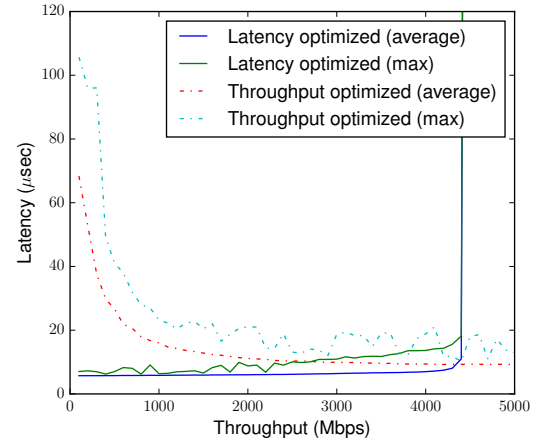 120
100
80
60
40
20
0
Latency (μsec)
Latency optimized (average)
Latency optimized (max)
Throughput optimized (average)
Throughput optimized (max)
0
1000
2000
3000
4000
5000
Throughput (Mbps)